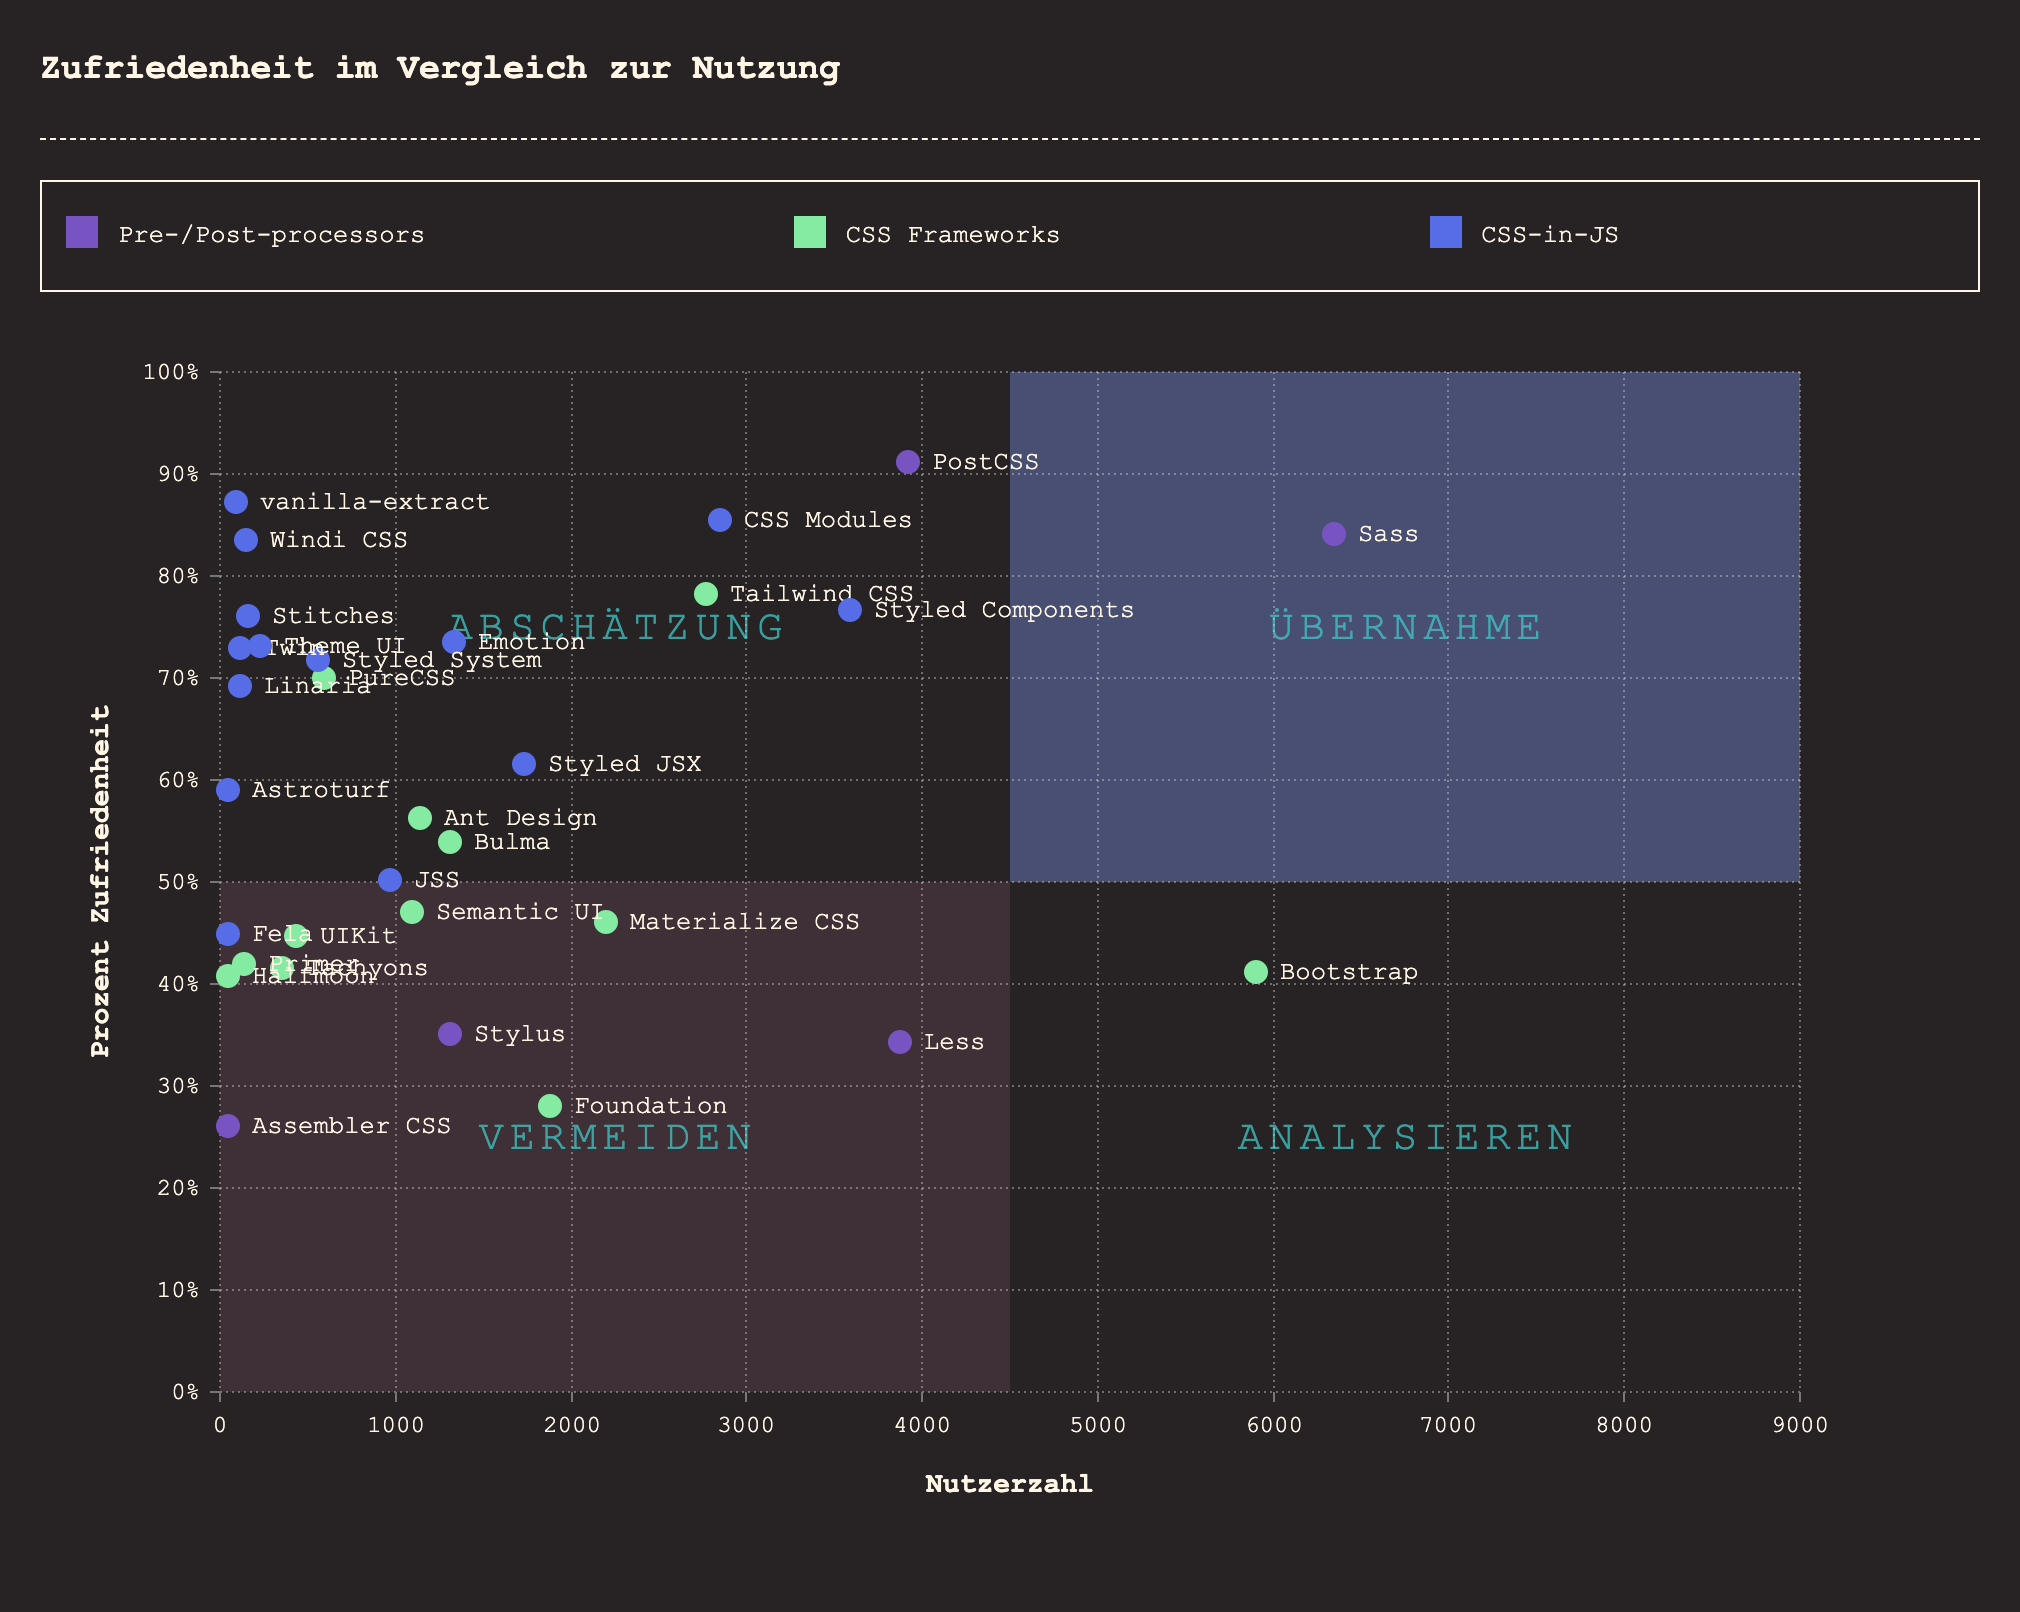 Zufriedenheit im Vergleich zur Nutzung
Pre-/Post-processors
CSS Frameworks
CSS-in-JS
100%
90%
80%
70%
60%
50%
40%
30%
20%
10%
0%
Prozent Zufriedenheit
PostCSS
vanilla-extract
CSS Modules
Sass
Windi CSS
Tailwind CSS
Styled Components
Stitches
ABSCHÄTZUNG
ÜBERNAHME
Emotion
Theme UI
Twin
Styled System
PureCSS
Linaria
Styled JSX
Astroturf
Ant Design
Bulma
JSS
Semantic UI
Materialize CSS
Fela
UIKit
Primer
Tachyons
Halfmoon
Bootstrap
Stylus
Less
Foundation
Assembler CSS
VERMEIDEN
ANALYSIEREN
0
1000
2000
3000
4000
5000
6000
7000
8000
9000
Nutzerzahl